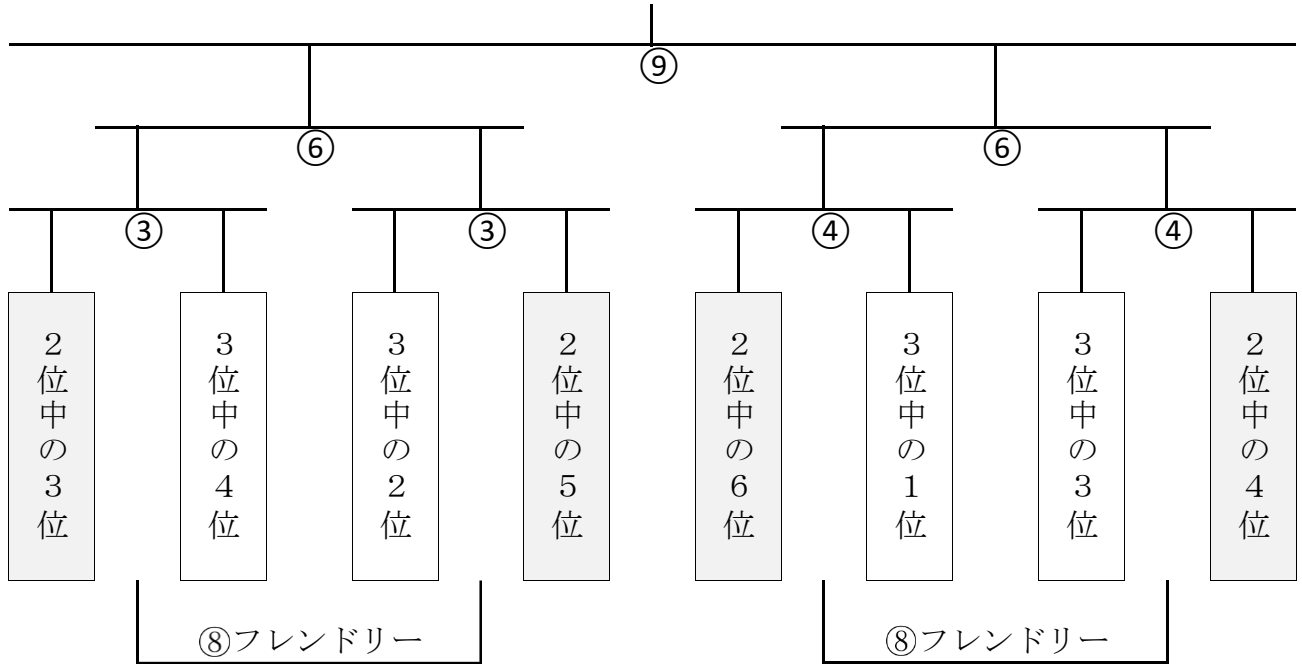 ⑨
⑥
⑥
③
③
④
④
２位中の３位
３位中の４位
３位中の２位
２位中の５位
２位中の６位
３位中の１位
３位中の３位
２位中の４位
⑧フレンドリー
⑧フレンドリー